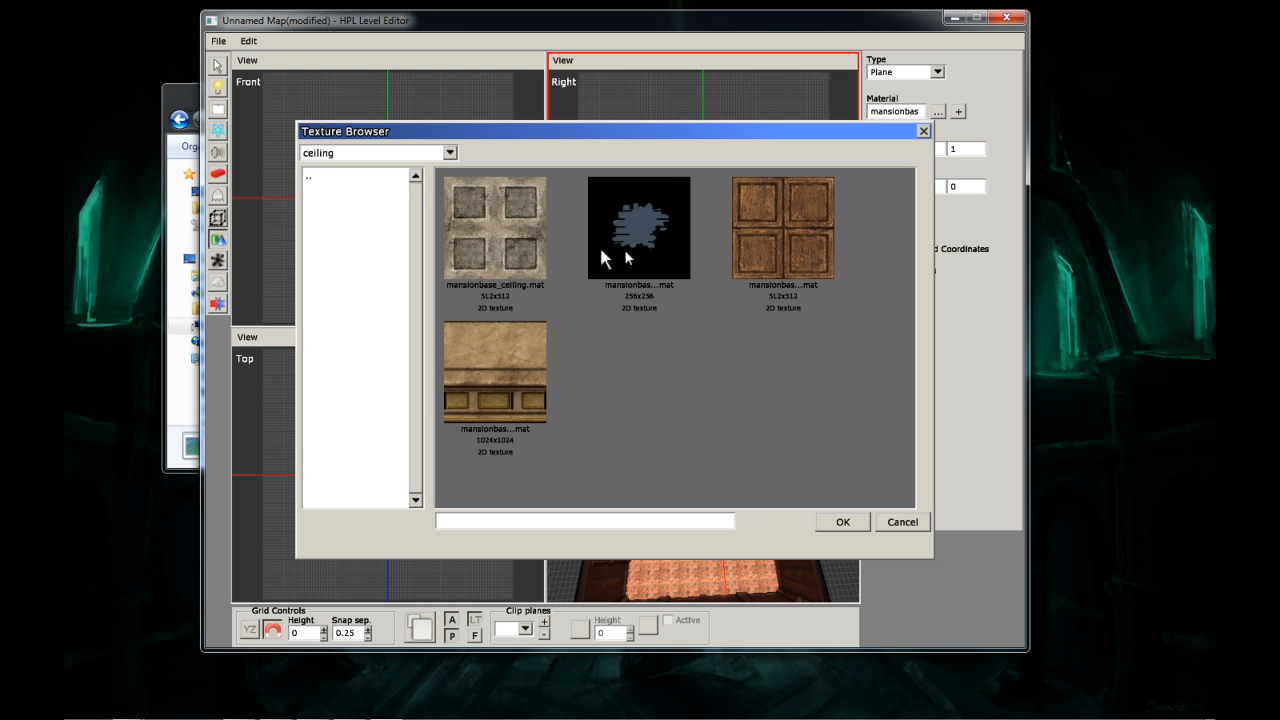 Unnamed Map(modified) - HPL Level Editor
File Edit
View
View
Front
Right
Type
Plane
Material
mansionbas ... +
1
0
d Coordinates
Texture Browser
ceiling
..
mansionbase_ceiling.mat
512x512
2D texture
mansionbas...mat
256x256
2D texture
mansionbas...mat
512x512
2D texture
mansionbas...mat
1024x1024
2D texture
OK Cancel
Orga
View
Top
Grid Controls
YZ
Height
0
Snap sep.
0.25
A LT
P F
Clip planes
+
-
Height
0
Active